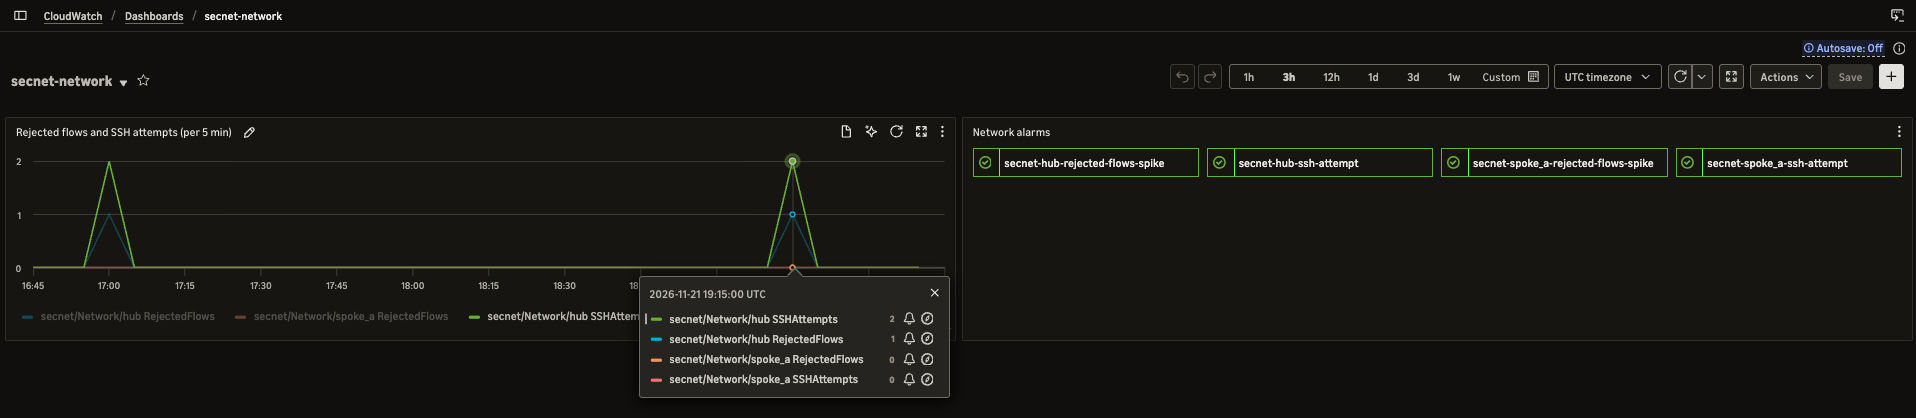 CloudWatch / Dashboards / secnet-network
Autosave: Off
secnet-network
1h 3h 12h 1d 3d 1w Custom UTC timezone Actions Save
Rejected flows and SSH attempts (per 5 min)
2
1
0
16:45 17:00 17:15 17:30 17:45 18:00 18:15 18:30 18
secnet/Network/hub RejectedFlows secnet/Network/spoke_a RejectedFlows secnet/Network/hub SSHAttem
2026-11-21 19:15:00 UTC
secnet/Network/hub SSHAttempts 2
secnet/Network/hub RejectedFlows 1
secnet/Network/spoke_a RejectedFlows 0
secnet/Network/spoke_a SSHAttempts 0
Network alarms
secnet-hub-rejected-flows-spike secnet-hub-ssh-attempt secnet-spoke_a-rejected-flows-spike secnet-spoke_a-ssh-attempt